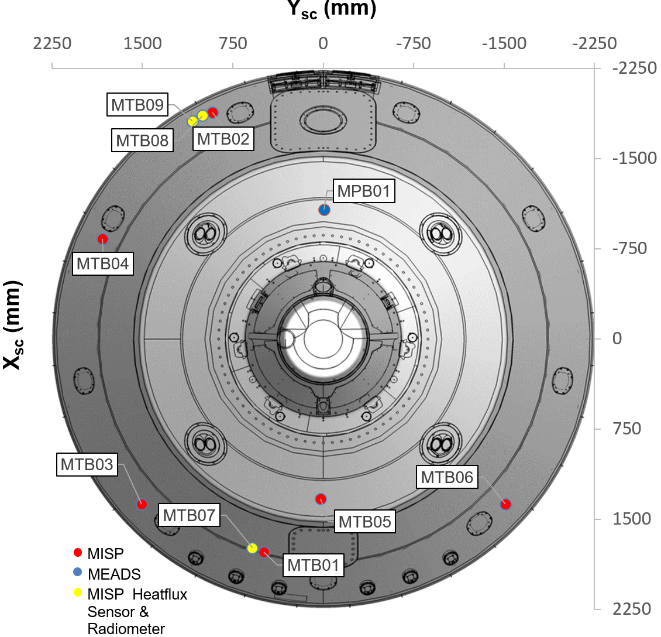 Ysc (mm)
2250 1500 750 0 -750 -1500 -2250
-2250
MTB09
MTB08 MTB02
-1500
MPB01
-750
MTB04
Xsc (mm)
0
750
MTB03
MTB06
1500
MTB07
MTB05
MISP
MTB01
MEADS
MISP Heatflux
Sensor &
Radiometer
2250